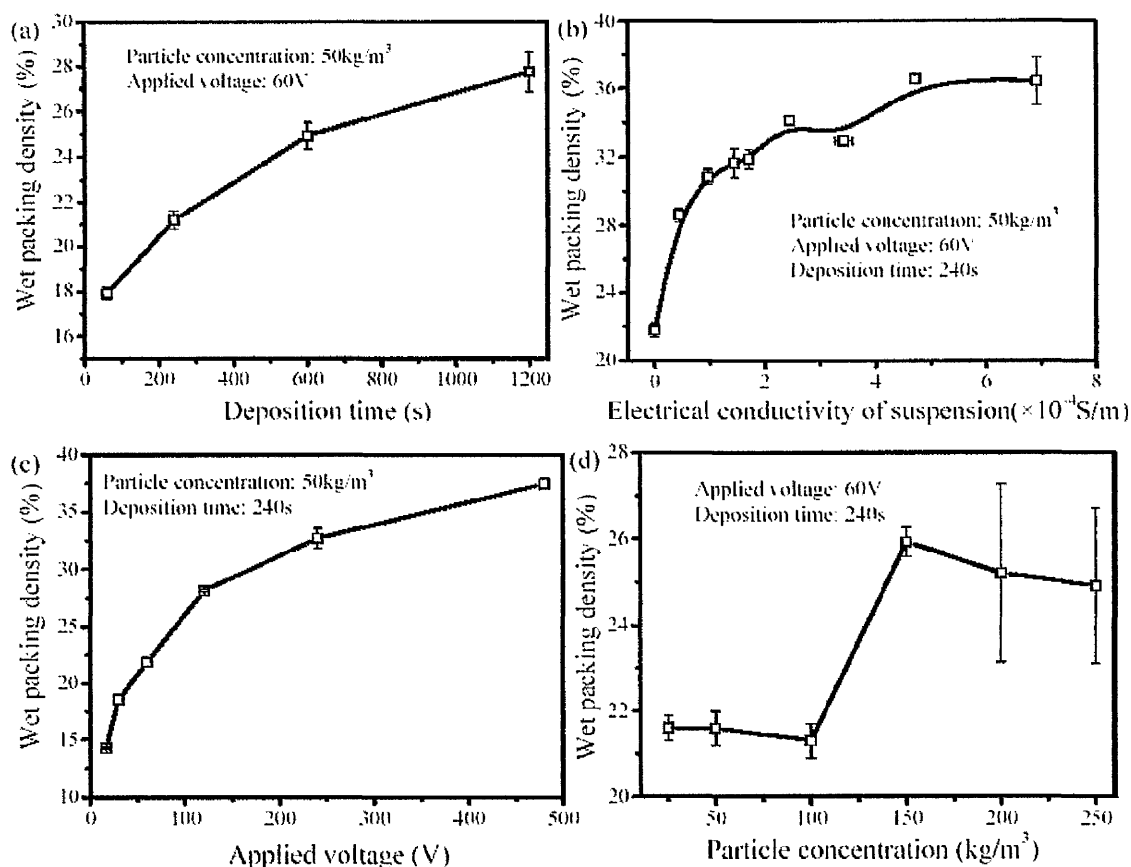 (a)
Wet packing density (%)
30
28
26
24
22
20
18
16
Particle concentration: 50kg/m³
Applied voltage: 60V
0 200 400 600 800 1000 1200
Deposition time (s)
(b)
Wet packing density (%)
36
32
28
24
20
Particle concentration: 50kg/m³
Applied voltage: 60V
Deposition time: 240s
0 2 4 6 8
Electrical conductivity of suspension(×10⁻⁴S/m)
(c)
Wet packing density (%)
40
35
30
25
20
15
10
Particle concentration: 50kg/m³
Deposition time: 240s
0 100 200 300 400 500
Applied voltage (V)
(d)
Wet packing density (%)
28
26
24
22
20
Applied voltage: 60V
Deposition time: 240s
50 100 150 200 250
Particle concentration (kg/m³)